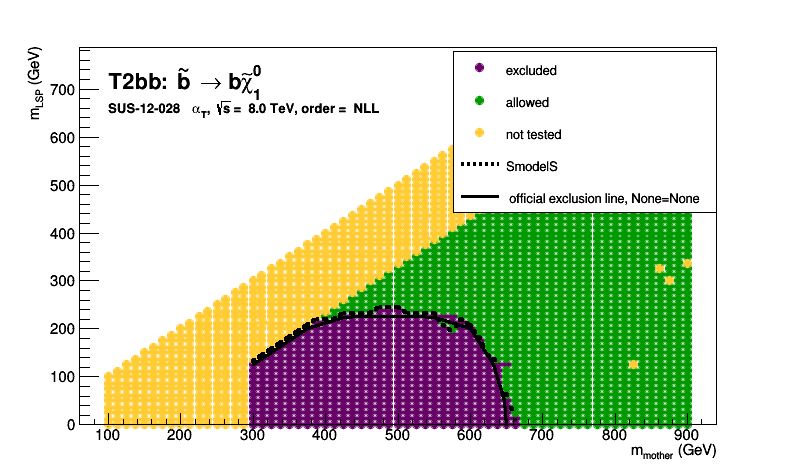 T2bb: b̃ → bχ̃₁⁰
SUS-12-028 α_T, √s = 8.0 TeV, order = NLL
excluded
allowed
not tested
SmodelS
official exclusion line, None=None
m_LSP (GeV)
700
600
500
400
300
200
100
0
100 200 300 400 500 600 700 800 900
m_mother (GeV)